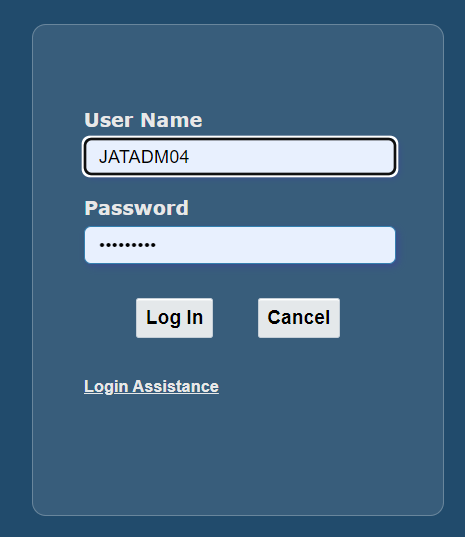 User Name
JATADM04
Password
•••••••••
Log In Cancel
Login Assistance